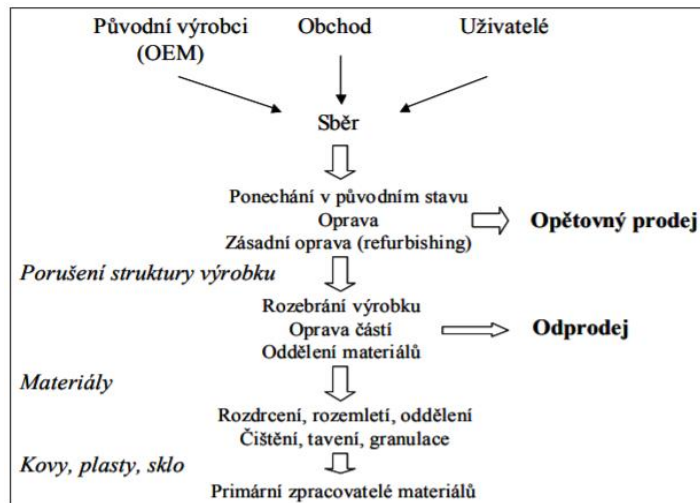 Původní výrobci
(OEM)
Obchod
Uživatelé
Sběr
Ponechání v původním stavu
Oprava
Zásadní oprava (refurbishing)
Opětovný prodej
Porušení struktury výrobku
Rozebrání výrobku
Oprava částí
Oddělení materiálů
Odprodej
Materiály
Rozdrcení, rozemletí, oddělení
Čištění, tavení, granulace
Kovy, plasty, sklo
Primární zpracovatelé materiálů